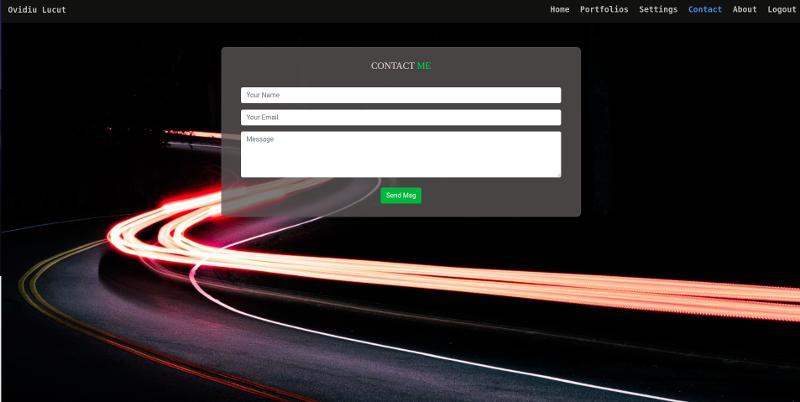 Ovidiu Lucut
Home Portfolios Settings Contact About Logout
CONTACT ME
Your Name
Your Email
Message
Send Msg